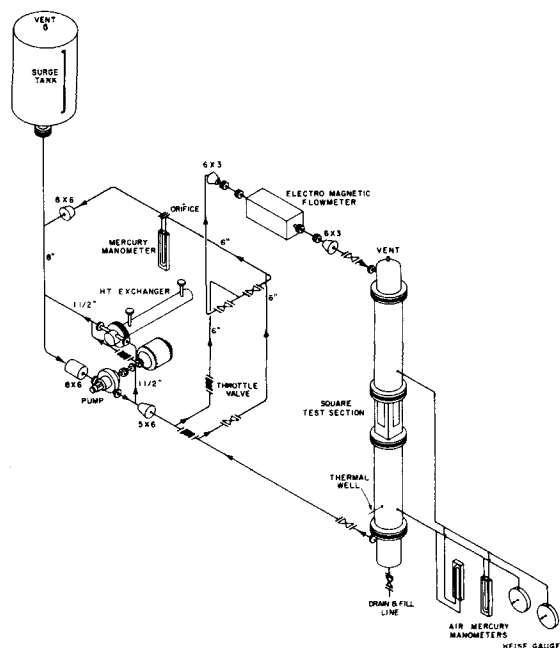 VENT
SURGE
TANK
8 X 6
8"
ORIFICE
MERCURY
MANOMETER
6 X 3
ELECTRO MAGNETIC
FLOWMETER
6 X 3
VENT
6"
HT EXCHANGER
1 1/2"
6"
6"
8 X 6
PUMP
1 1/2"
5 X 6
THROTTLE
VALVE
SQUARE
TEST SECTION
THERMAL
WELL
DRAIN & FILL
LINE
AIR MERCURY
MANOMETERS
HEISE GAUGE